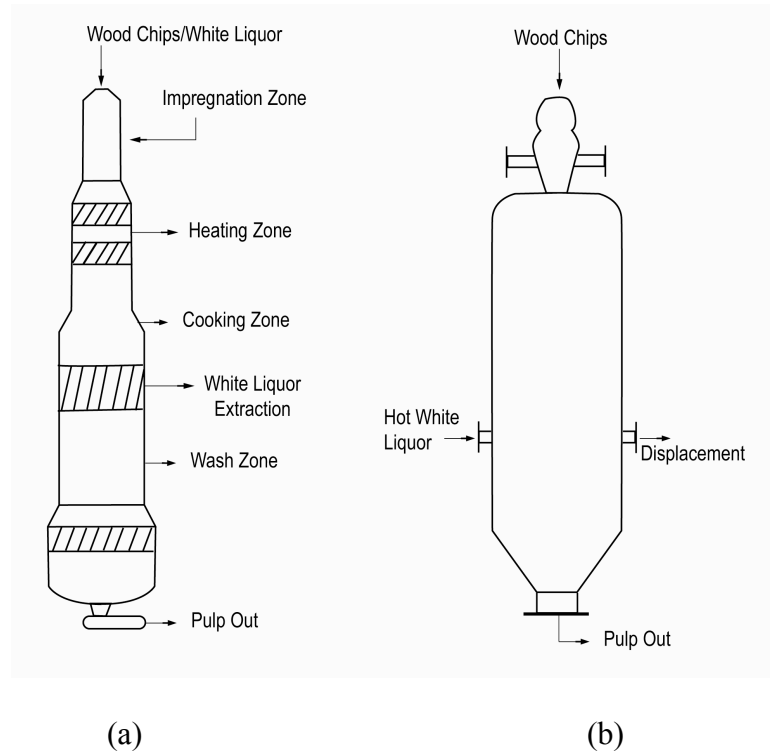 Wood Chips/White Liquor
Impregnation Zone
Heating Zone
Cooking Zone
White Liquor
Extraction
Wash Zone
Pulp Out
(a)
Wood Chips
Hot White
Liquor
Displacement
Pulp Out
(b)